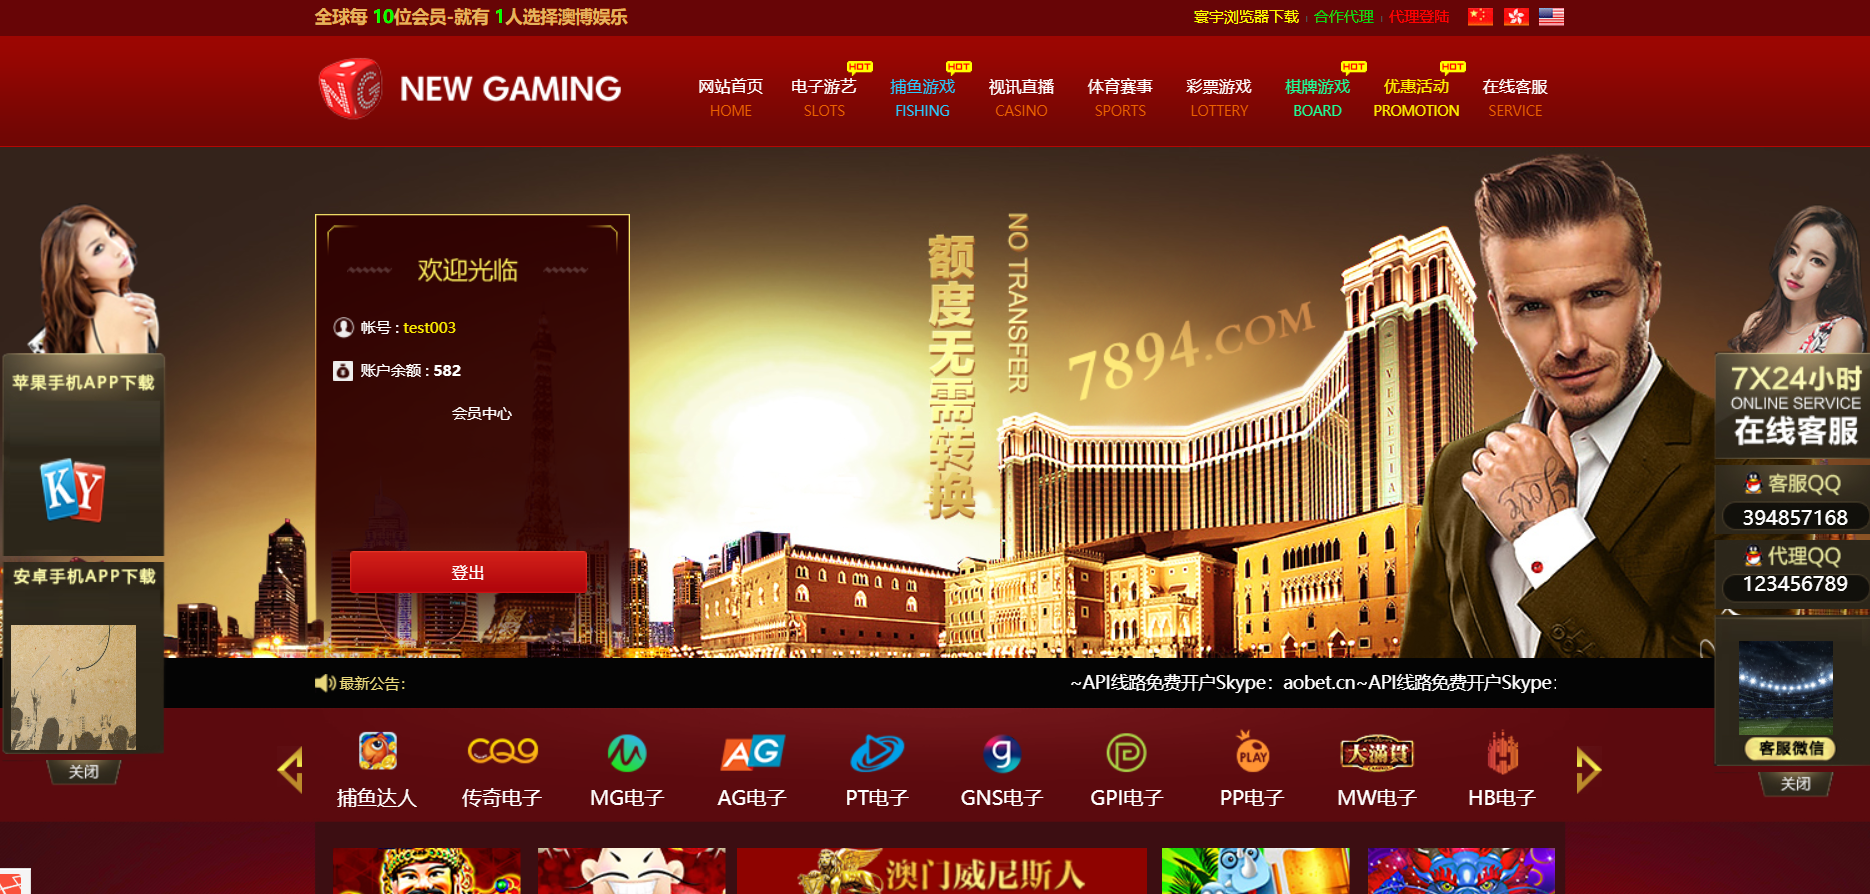 全球每 10位会员-就有 1人选择澳博娱乐
寰宇浏览器下载 合作代理 代理登陆
NEW GAMING
网站首页 HOME
电子游艺 SLOTS HOT
捕鱼游戏 FISHING HOT
视讯直播 CASINO
体育赛事 SPORTS
彩票游戏 LOTTERY
棋牌游戏 BOARD HOT
优惠活动 PROMOTION HOT
在线客服 SERVICE
欢迎光临
帐号 : test003
账户余额 : 582
会员中心
登出
额度无需转换
NO TRANSFER
7894.COM
VENETIA
苹果手机APP下载
KY
安卓手机APP下载
关闭
7X24小时
ONLINE SERVICE
在线客服
客服QQ
394857168
代理QQ
123456789
客服微信
关闭
最新公告:
~API线路免费开户Skype：aobet.cn~API线路免费开户Skype:
CQ9
AG
g
PLAY
大满贯
捕鱼达人
传奇电子
MG电子
AG电子
PT电子
GNS电子
GPI电子
PP电子
MW电子
HB电子
澳门威尼斯人